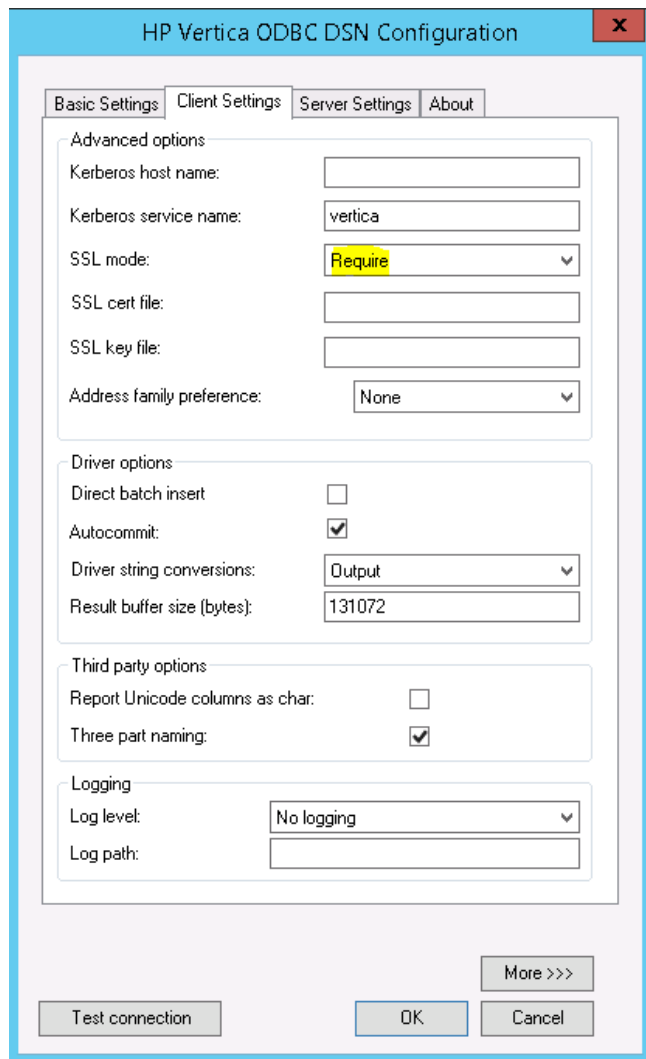 HP Vertica ODBC DSN Configuration
x
Basic Settings Client Settings Server Settings About
Advanced options
Kerberos host name:
Kerberos service name: vertica
SSL mode: Require
SSL cert file:
SSL key file:
Address family preference: None
Driver options
Direct batch insert
Autocommit:
Driver string conversions: Output
Result buffer size (bytes): 131072
Third party options
Report Unicode columns as char:
Three part naming:
Logging
Log level: No logging
Log path:
More >>>
Test connection OK Cancel